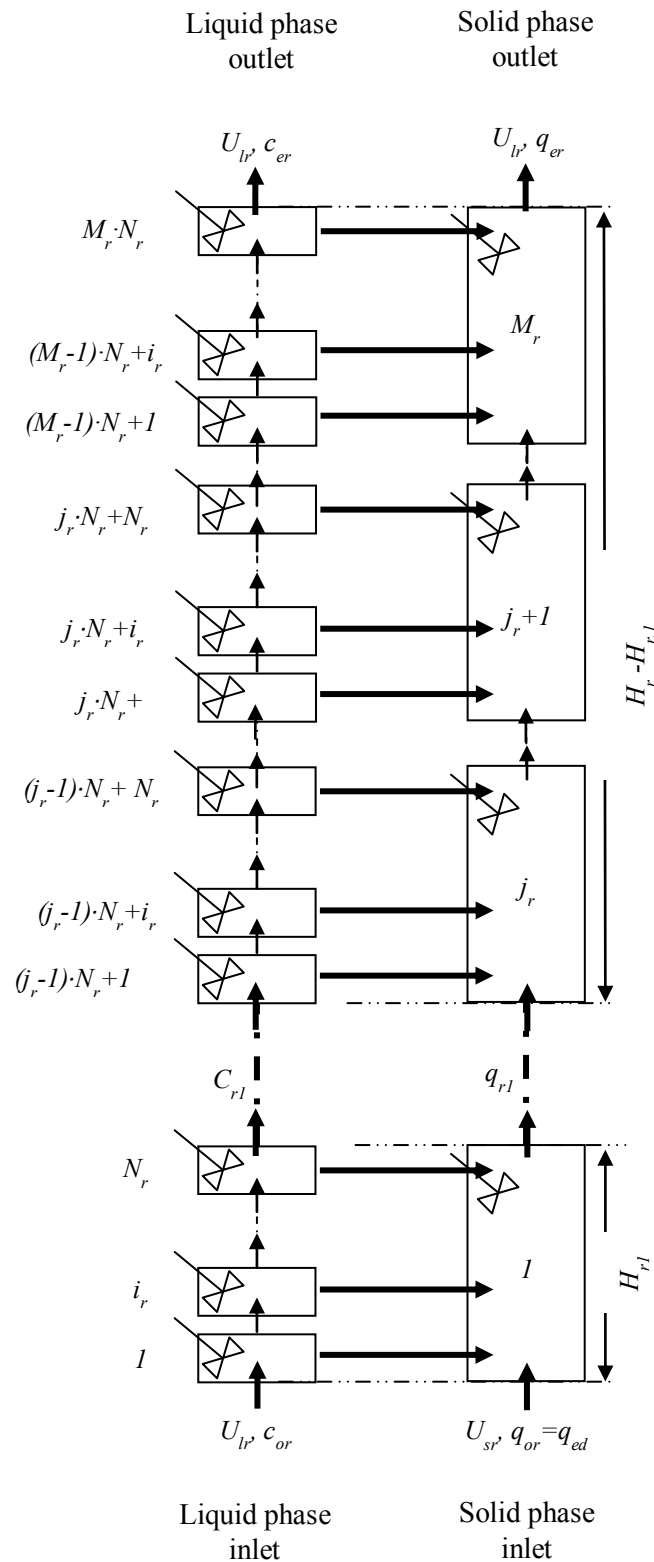 Liquid phase outlet
Solid phase outlet
U_lr, c_er
U_lr, q_er
M_r·N_r
M_r
(M_r-1)·N_r+i_r
(M_r-1)·N_r+1
j_r·N_r+N_r
j_r+1
j_r·N_r+i_r
j_r·N_r+
H_r-H_r1
(j_r-1)·N_r+ N_r
j_r
(j_r-1)·N_r+i_r
(j_r-1)·N_r+1
C_r1
q_r1
N_r
1
H_r1
i_r
1
U_lr, c_or
U_sr, q_or=q_ed
Liquid phase inlet
Solid phase inlet